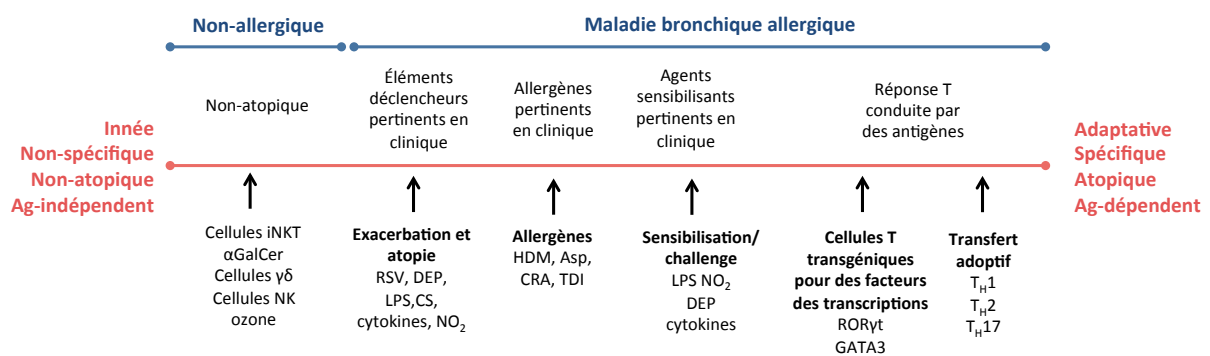 Non-allergique
Maladie bronchique allergique
Non-atopique
Éléments
déclencheurs
pertinents en
clinique
Allergènes
pertinents
en clinique
Agents
sensibilisants
pertinents en
clinique
Réponse T
conduite par
des antigènes
Innée
Non-spécifique
Non-atopique
Ag-indépendent
Adaptative
Spécifique
Atopique
Ag-dépendent
Cellules iNKT
αGalCer
Cellules γδ
Cellules NK
ozone
Exacerbation et
atopie
RSV, DEP,
LPS,CS,
cytokines, NO₂
Allergènes
HDM, Asp,
CRA, TDI
Sensibilisation/
challenge
LPS NO₂
DEP
cytokines
Cellules T
transgéniques
pour des facteurs
des transcriptions
RORγt
GATA3
Transfert
adoptif
T_H1
T_H2
T_H17